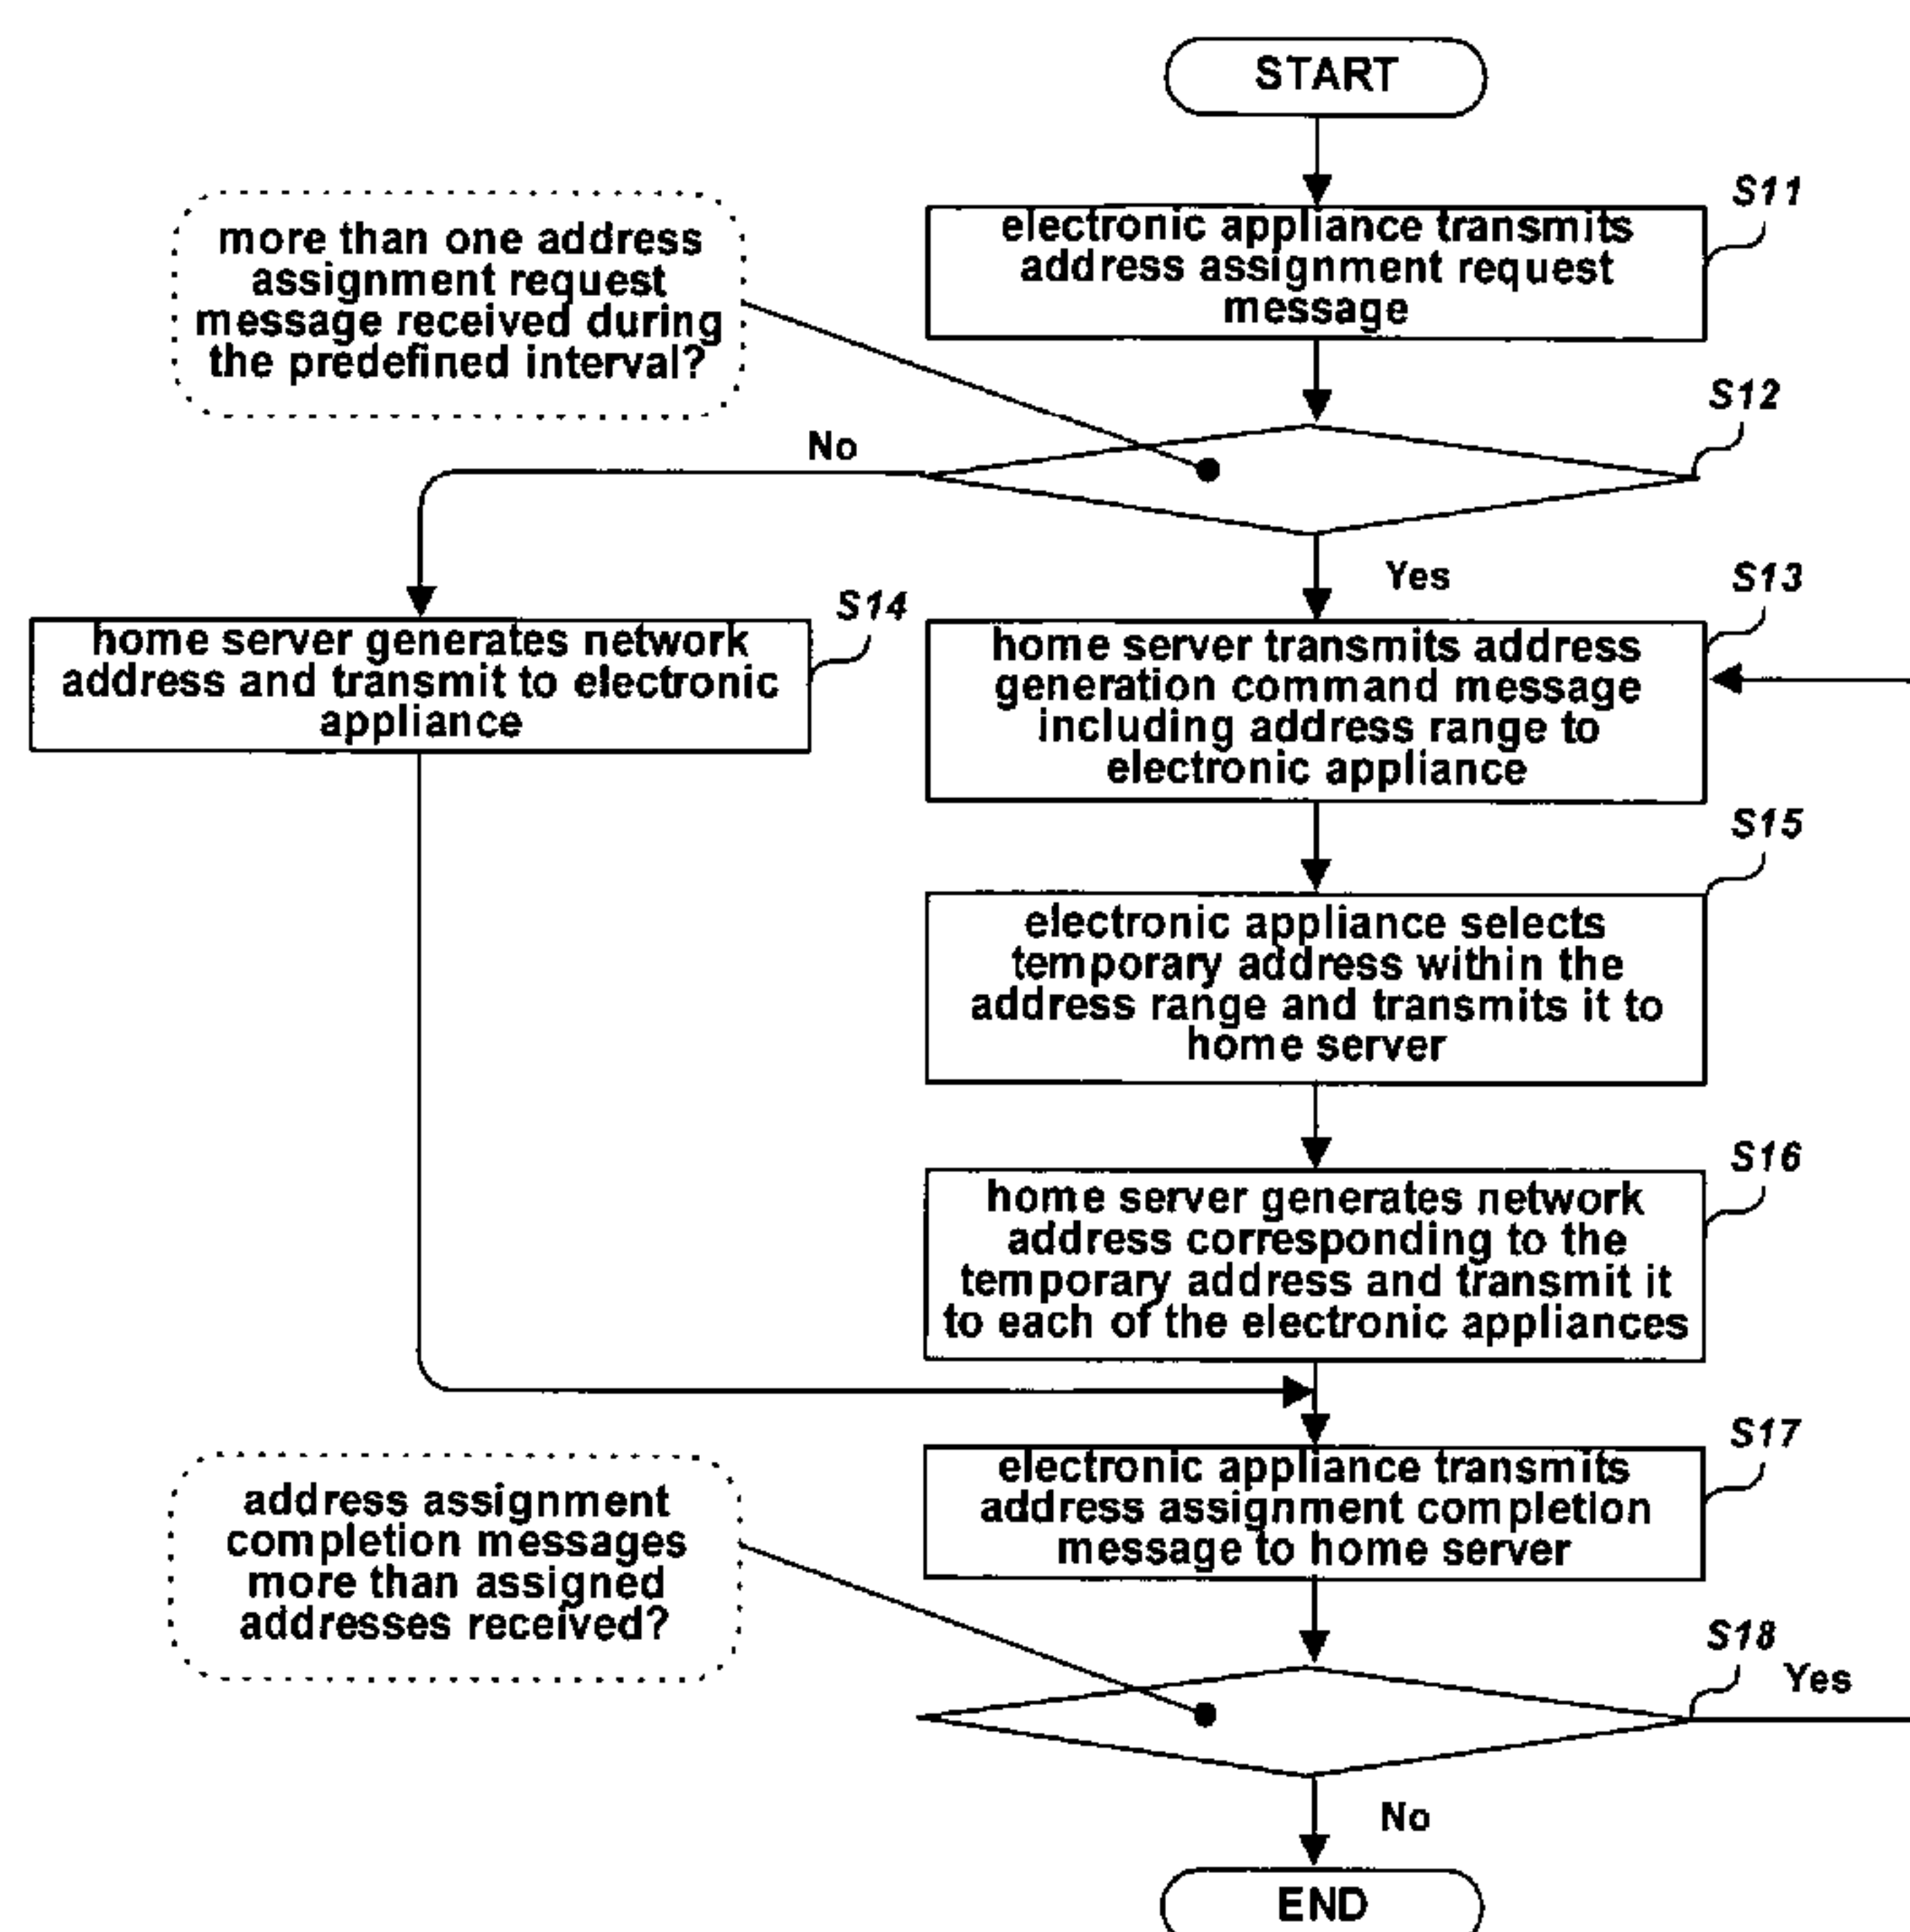 START
S11
electronic appliance transmits
address assignment request
message
more than one address
assignment request
message received during
the predefined interval?
S12
No
Yes
S13
home server transmits address
generation command message
including address range to
electronic appliance
S14
home server generates network
address and transmit to electronic
appliance
S15
electronic appliance selects
temporary address within the
address range and transmits it to
home server
S16
home server generates network
address corresponding to the
temporary address and transmit it
to each of the electronic appliances
S17
electronic appliance transmits
address assignment completion
message to home server
address assignment
completion messages
more than assigned
addresses received?
S18
Yes
No
END